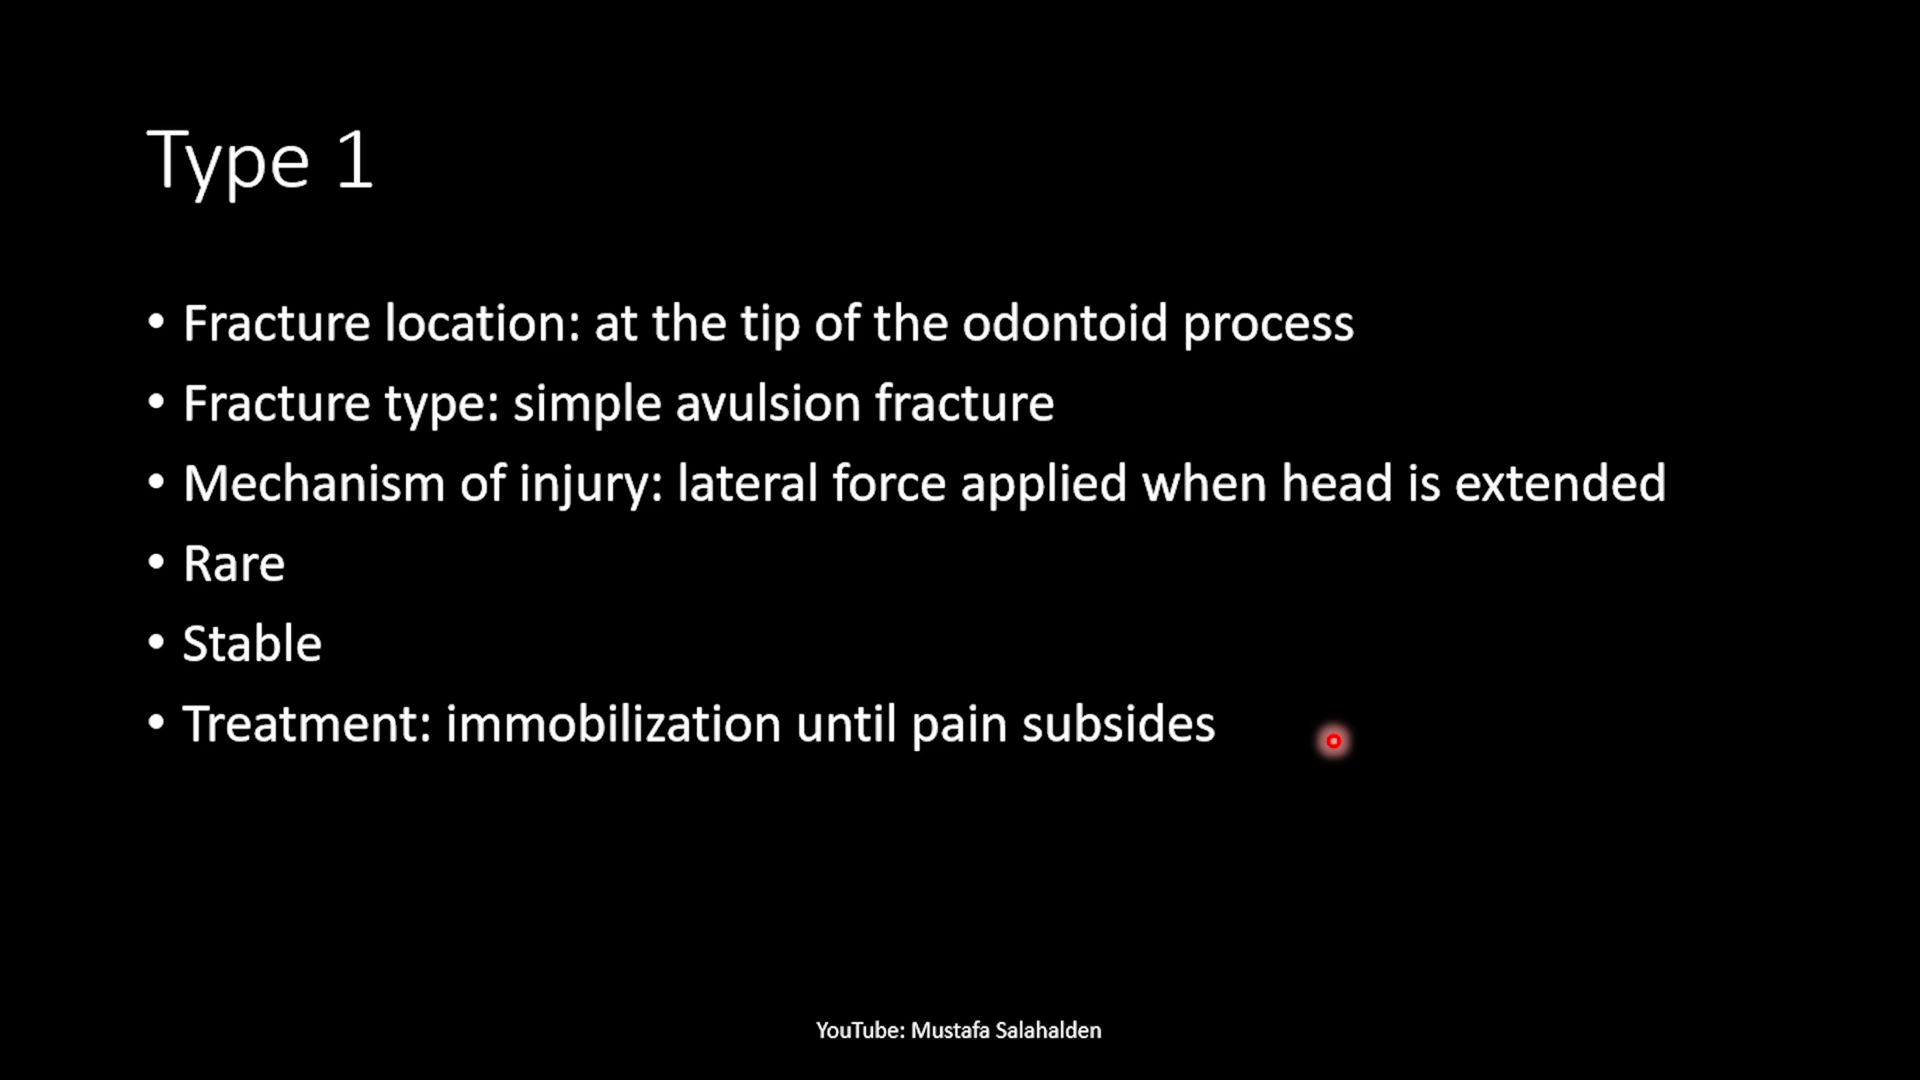 Type 1
• Fracture location: at the tip of the odontoid process
• Fracture type: simple avulsion fracture
• Mechanism of injury: lateral force applied when head is extended
• Rare
• Stable
• Treatment: immobilization until pain subsides
YouTube: Mustafa Salahalden